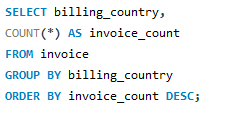 SELECT billing_country,
COUNT(*) AS invoice_count
FROM invoice
GROUP BY billing_country
ORDER BY invoice_count DESC;